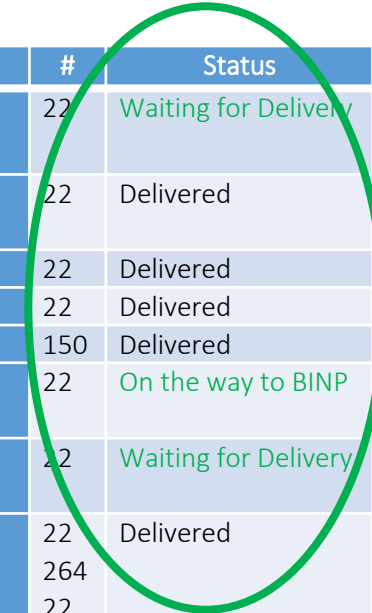 # Status
22 Waiting for Delivery
22 Delivered
22 Delivered
22 Delivered
150 Delivered
22 On the way to BINP
22 Waiting for Delivery
22 Delivered
264
22